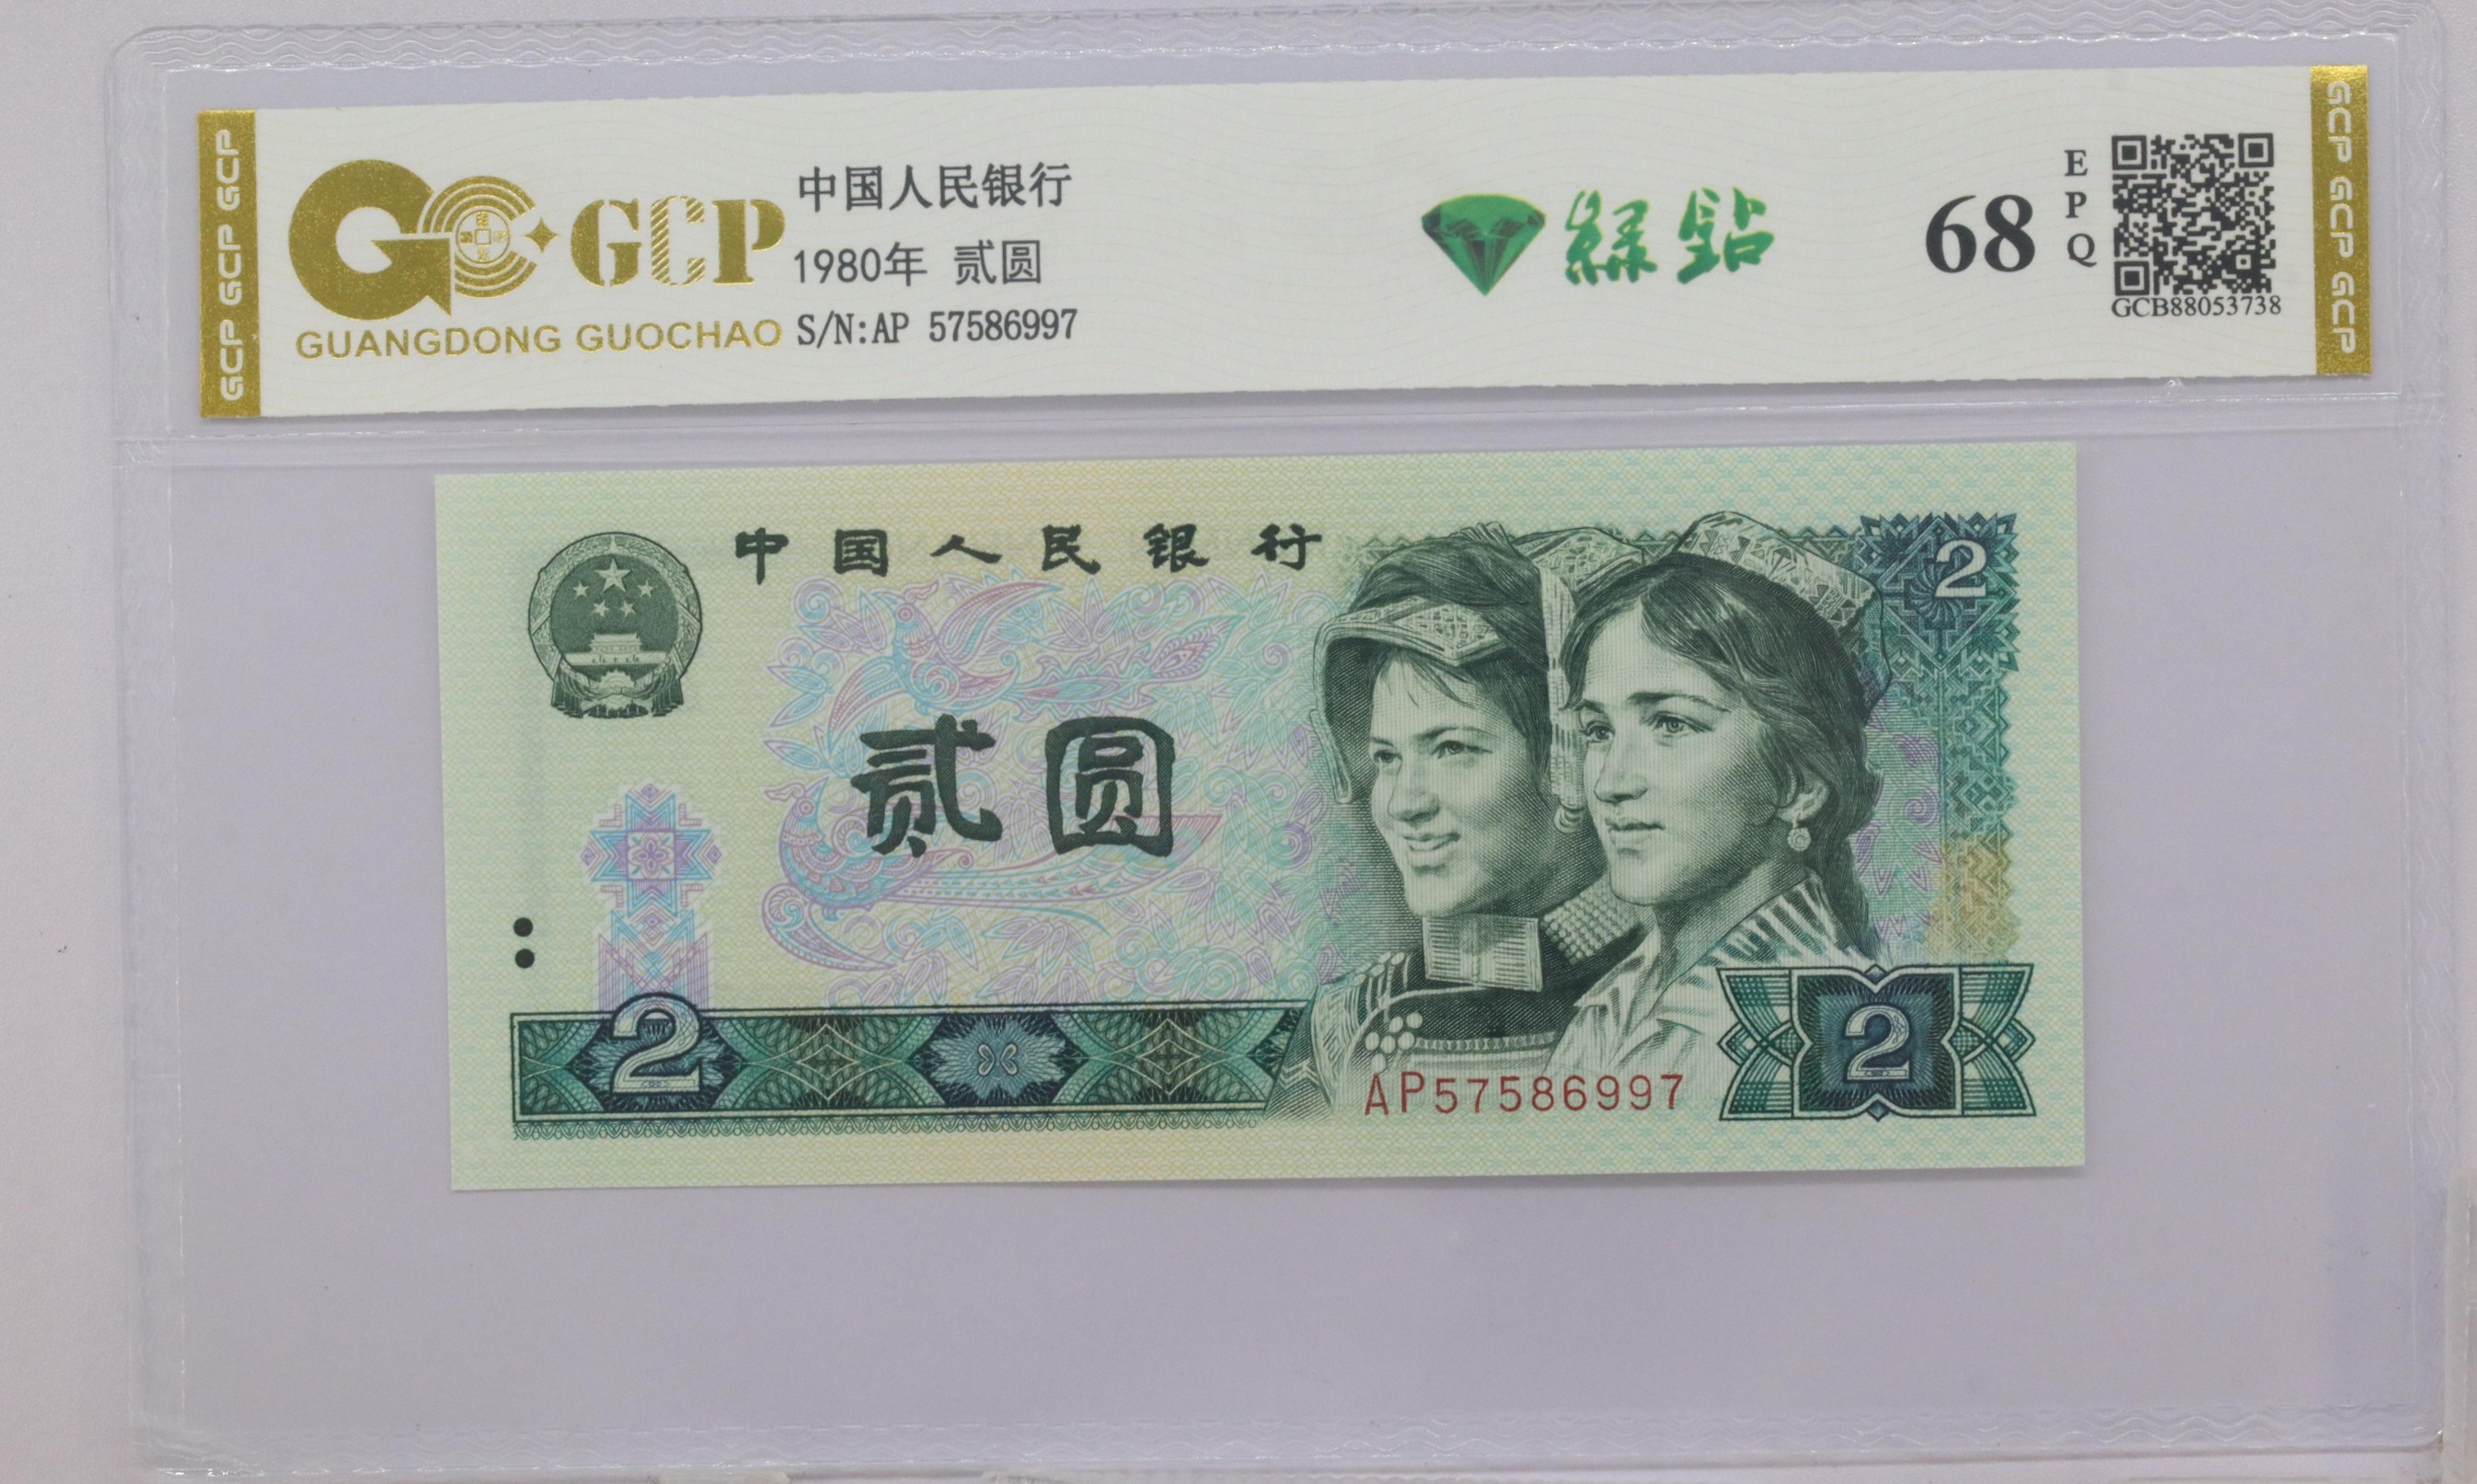 GCP GCP GCP
GCP
GUANGDONG GUOCHAO
中国人民银行
1980年 贰圆
S/N:AP 57586997
綠鉆
68
EPQ
GCB88053738
GCP GCP GCP
中国人民银行
2
贰圆
2
AP57586997
2